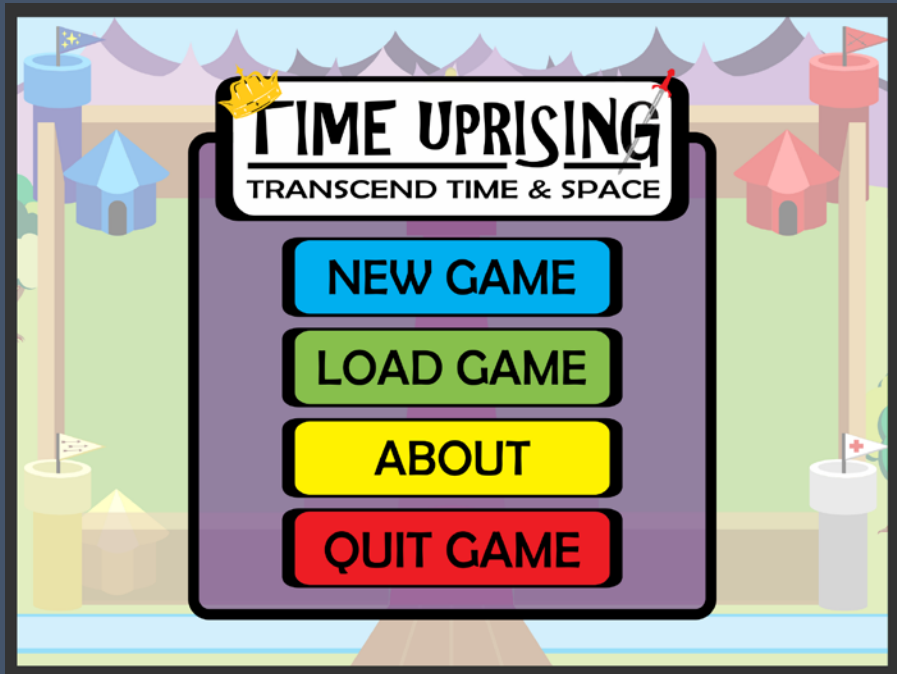 TIME UPRISING
TRANSCEND TIME & SPACE
NEW GAME
LOAD GAME
ABOUT
QUIT GAME